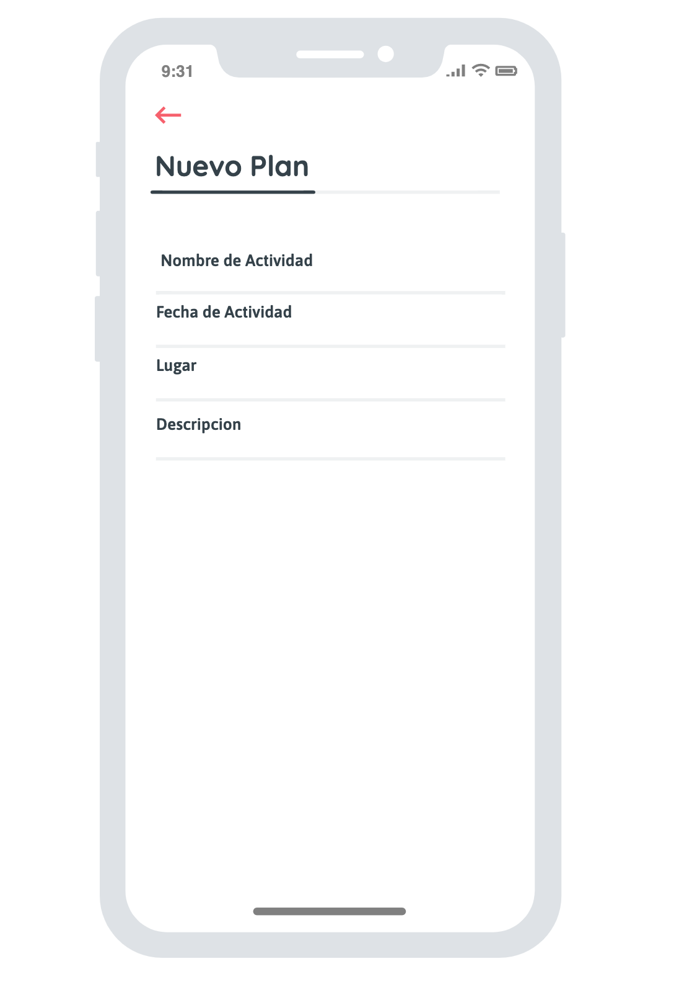 9:31
Nuevo Plan
Nombre de Actividad
Fecha de Actividad
Lugar
Descripcion